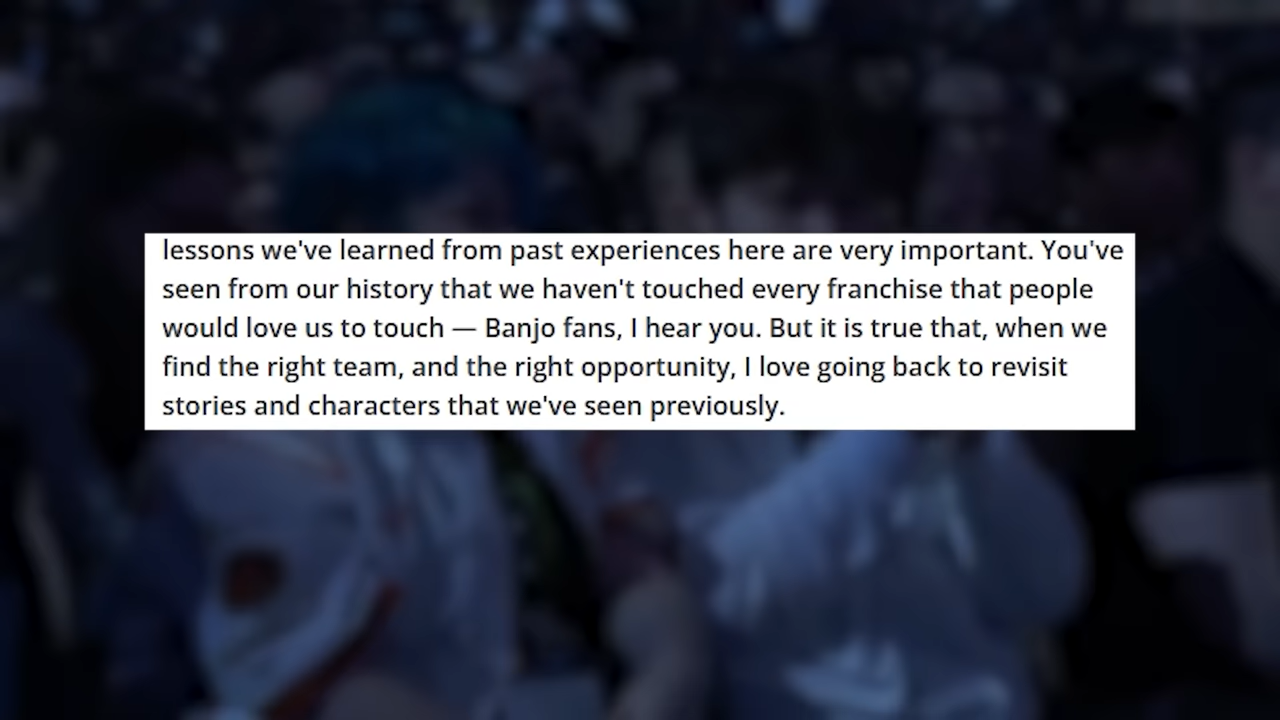 lessons we've learned from past experiences here are very important. You've
seen from our history that we haven't touched every franchise that people
would love us to touch — Banjo fans, I hear you. But it is true that, when we
find the right team, and the right opportunity, I love going back to revisit
stories and characters that we've seen previously.